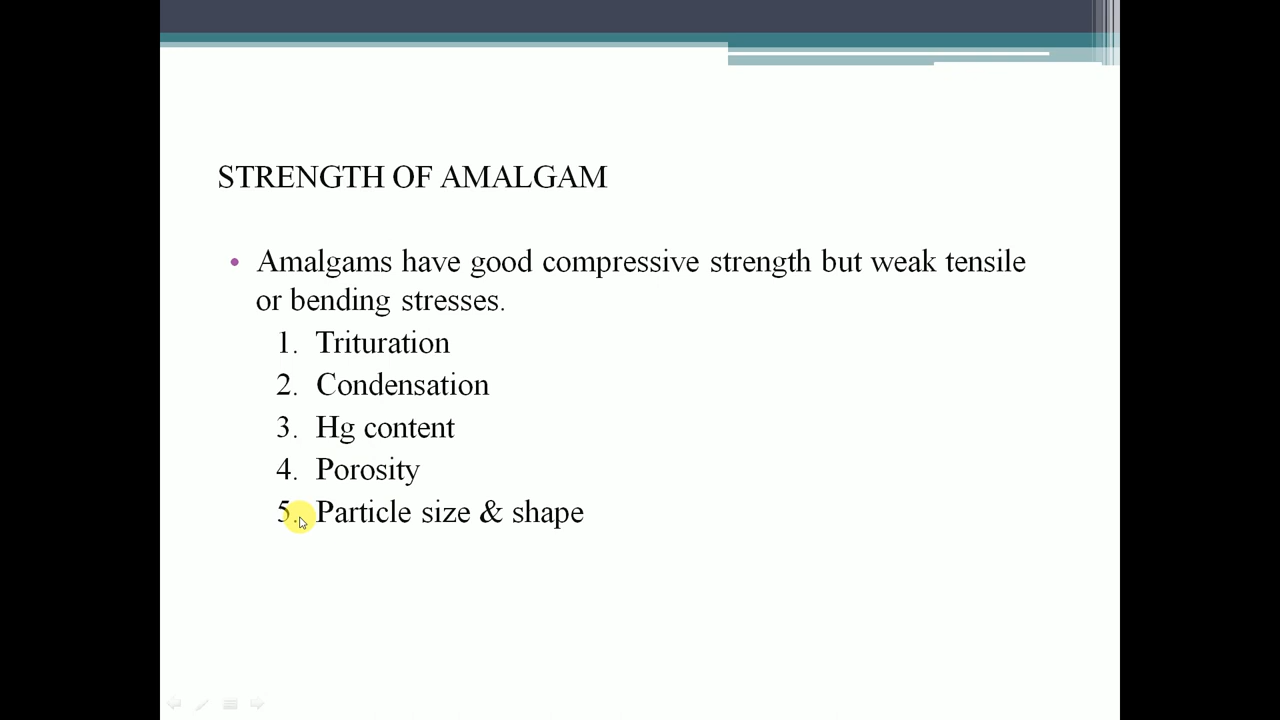 STRENGTH OF AMALGAM
• Amalgams have good compressive strength but weak tensile
or bending stresses.
1. Trituration
2. Condensation
3. Hg content
4. Porosity
5. Particle size & shape